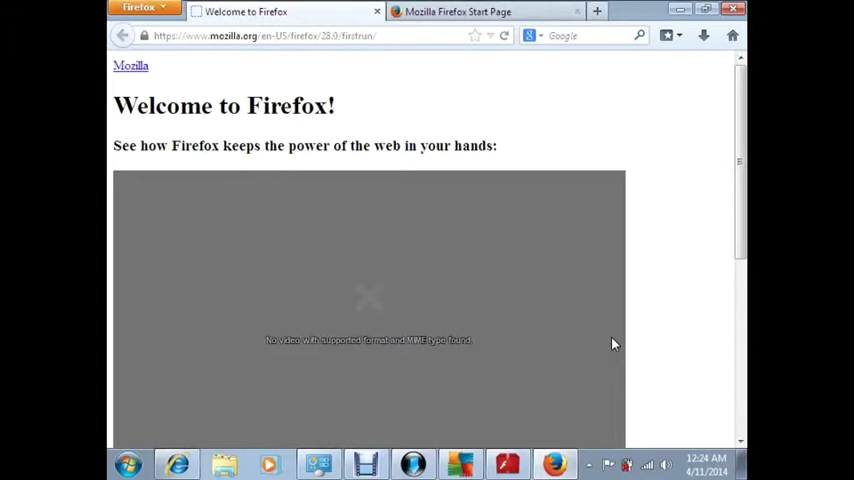 Firefox
Welcome to Firefox
Mozilla Firefox Start Page
https://www.mozilla.org/en-US/firefox/28.0/firstrun/
Google
Mozilla
Welcome to Firefox!
See how Firefox keeps the power of the web in your hands:
No video with supported format and MIME type found.
12:24 AM
4/11/2014